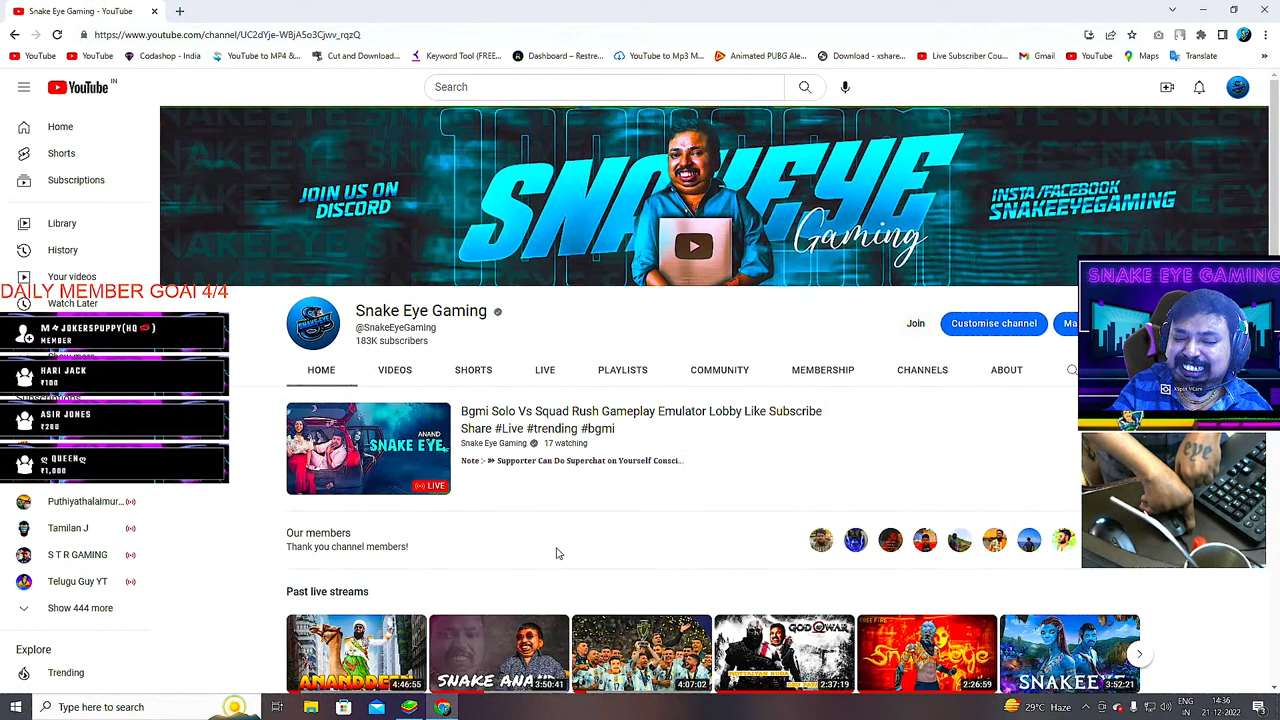 Snake Eye Gaming - YouTube
https://www.youtube.com/channel/UC2dYje-WBjA5o3Cjwv_rqzQ
YouTube
YouTube
Codashop - India
YouTube to MP4 &...
Cut and Download...
Keyword Tool (FREE...
Dashboard – Restre...
YouTube to Mp3 M...
Animated PUBG Ale...
Download - xshare...
Live Subscriber Cou...
Gmail
YouTube
Maps
Translate
YouTube IN
Search
Home
Shorts
Subscriptions
Library
History
Your videos
Watch Later
JOIN US ON
DISCORD
SNAKEEYE
Gaming
INSTA/FACEBOOK
SNAKEEYEGAMING
DAILY MEMBER GOAl 4/4
JOKERSPUPPY(HQ
MEMBER
HARI JACK
₹100
ASIR JONES
₹200
QUEEN
₹1,000
Snake Eye Gaming
@SnakeEyeGaming
183K subscribers
Join
Customise channel
Ma
HOME
VIDEOS
SHORTS
LIVE
PLAYLISTS
COMMUNITY
MEMBERSHIP
CHANNELS
ABOUT
ANAND
SNAKE EYE
LIVE
Bgmi Solo Vs Squad Rush Gameplay Emulator Lobby Like Subscribe
Share #Live #trending #bgmi
Snake Eye Gaming 17 watching
Note :- ➽ Supporter Can Do Superchat on Yourself Consci...
SNAKE EYE GAMING
XSplit VCam
eye
Puthiyathalaimur...
Tamilan J
S T R GAMING
Telugu Guy YT
Show 444 more
Explore
Trending
Our members
Thank you channel members!
Past live streams
4:46:55
SNAKE ANA
3:50:41
4:07:02
GOD WAR
2:37:19
FREE FIRE
2:26:59
SNAKEE
3:52:21
Type here to search
29°C Haze
ENG
IN
14:36
21-12-2022